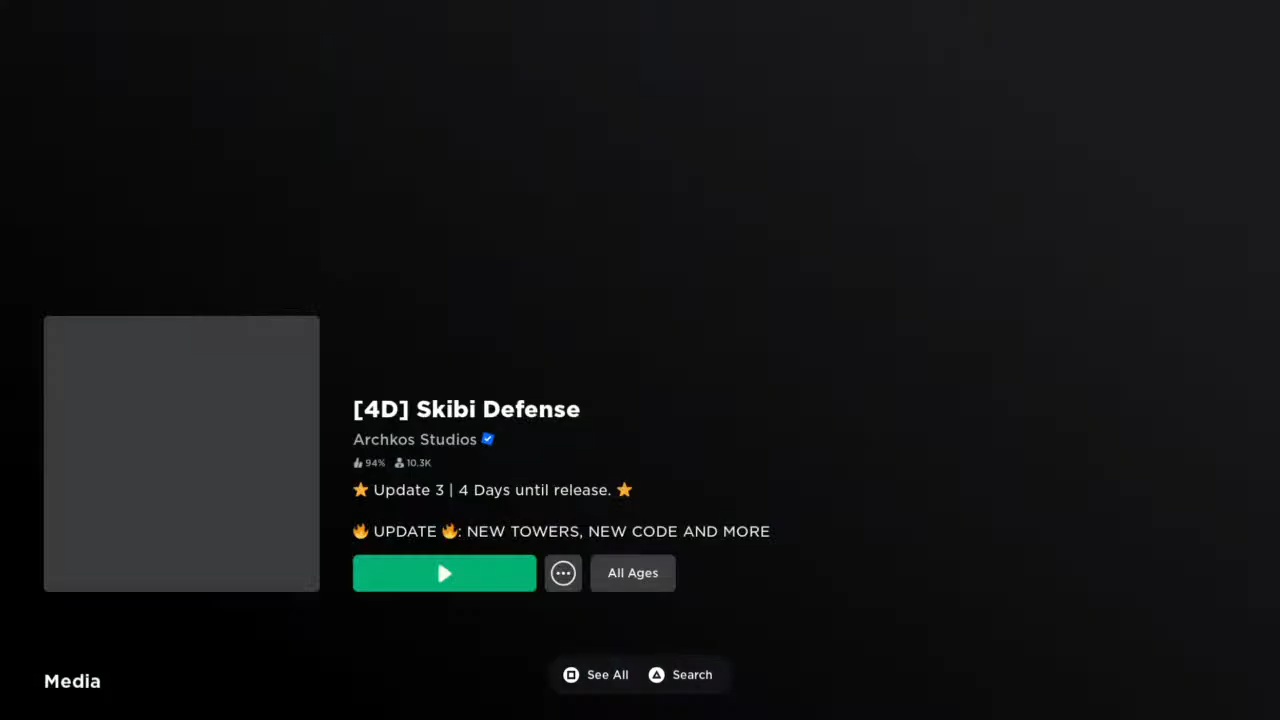 [4D] Skibi Defense
Archkos Studios
94% 10.3K
⭐ Update 3 | 4 Days until release. ⭐
🔥 UPDATE 🔥: NEW TOWERS, NEW CODE AND MORE
All Ages
Media
See All Search